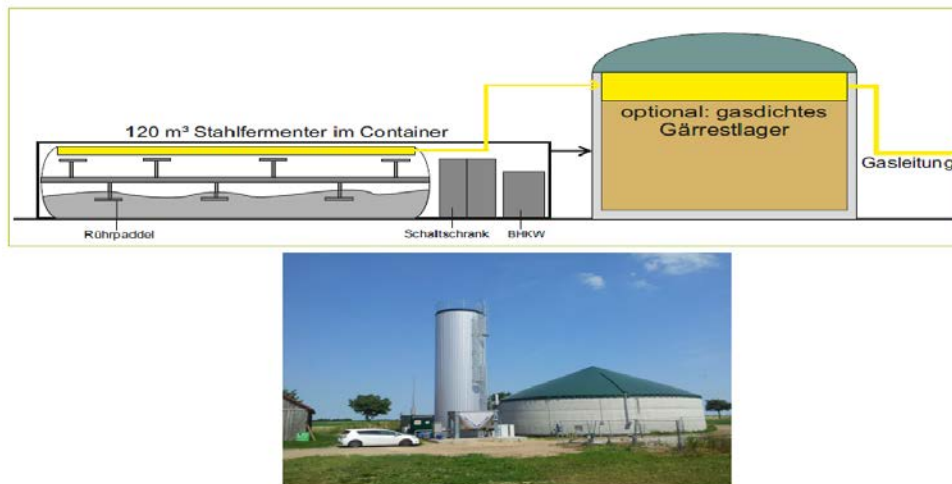 120 m³ Stahlfermenter im Container
optional: gasdichtes
Gärrestlager
Gasleitung
Rührpaddel
Schaltschrank
BHKW